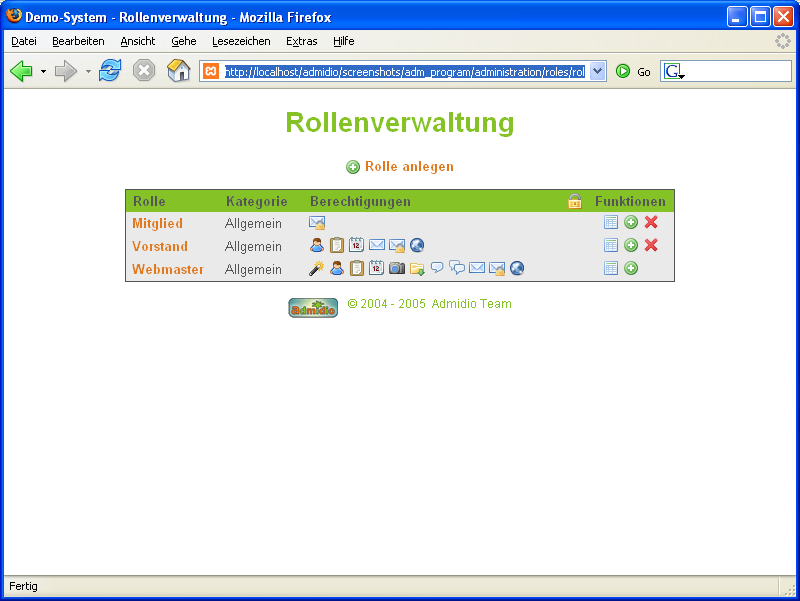 Demo-System - Rollenverwaltung - Mozilla Firefox
Datei Bearbeiten Ansicht Gehe Lesezeichen Extras Hilfe
http://localhost/admidio/screenshots/adm_program/administration/roles/rol Go G
Rollenverwaltung
Rolle anlegen
Rolle Kategorie Berechtigungen Funktionen
Mitglied Allgemein
Vorstand Allgemein 12
Webmaster Allgemein 12
admidio © 2004 - 2005 Admidio Team
Fertig